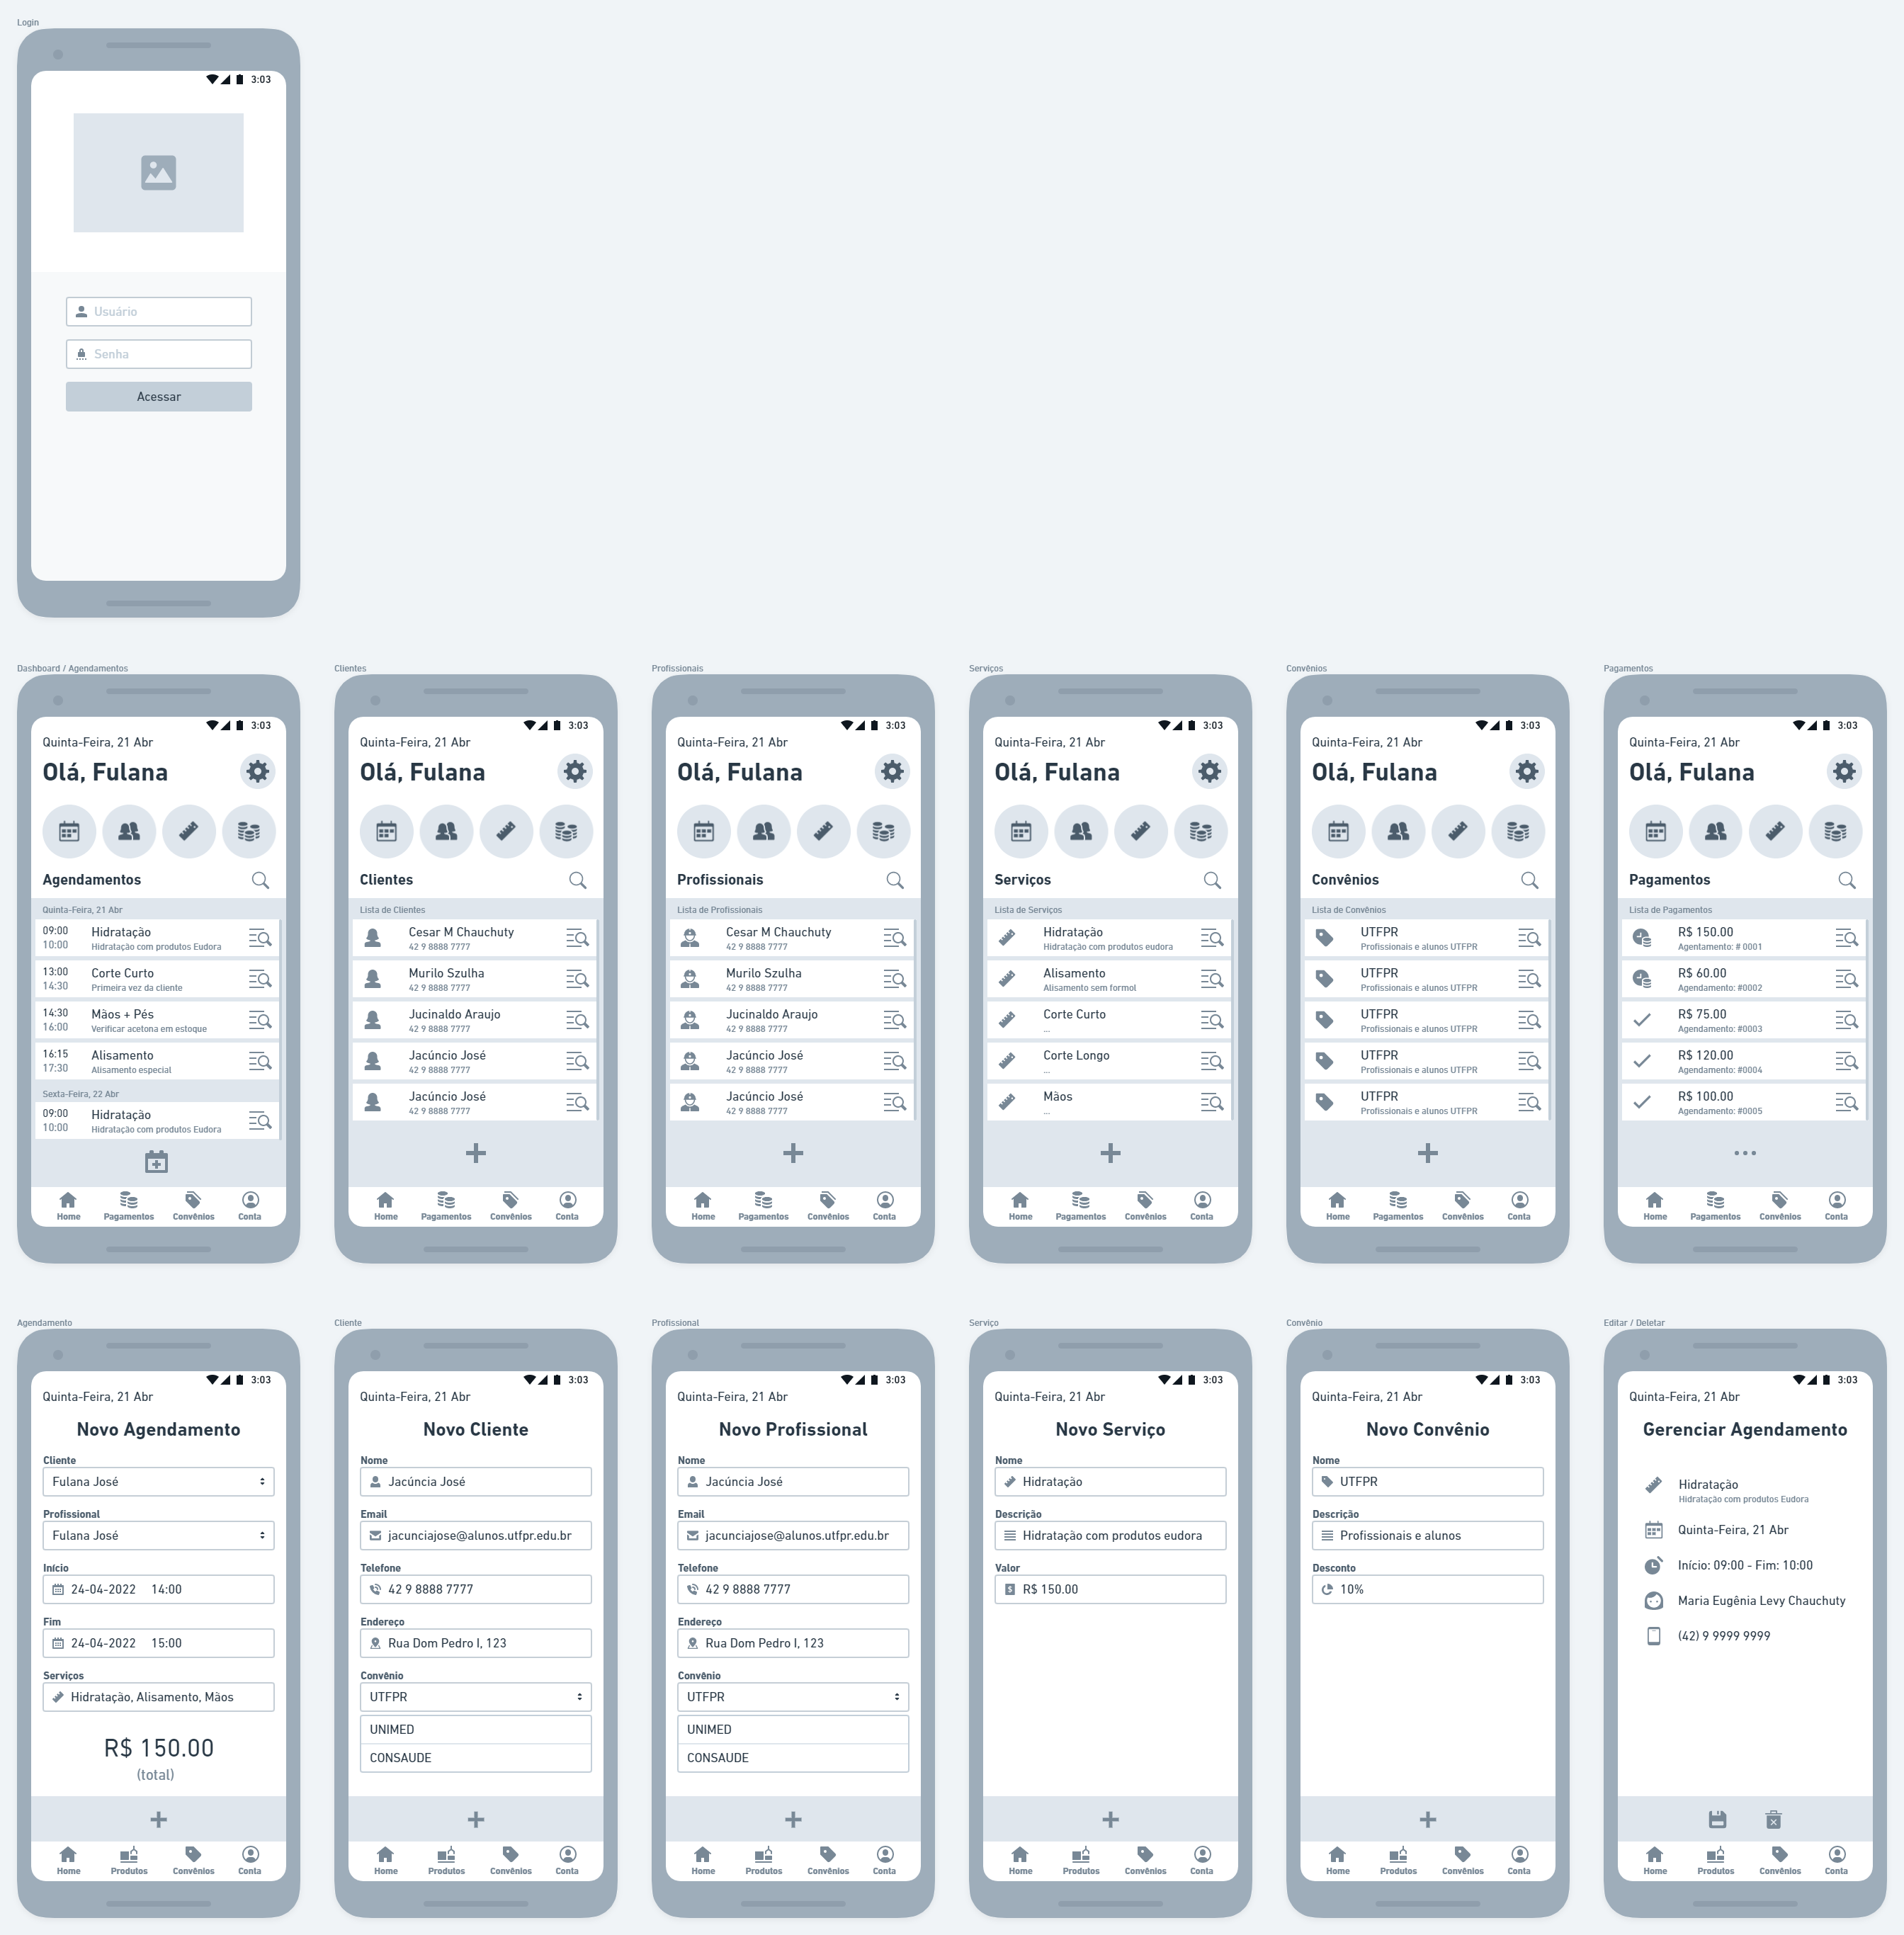 Login
3:03
Usuário
Senha
Acessar
Dashboard / Agendamentos
3:03
Quinta-Feira, 21 Abr
Olá, Fulana
Agendamentos
Quinta-Feira, 21 Abr
09:00 Hidratação
10:00 Hidratação com produtos Eudora
13:00 Corte Curto
14:30 Primeira vez da cliente
14:30 Mãos + Pés
16:00 Verificar acetona em estoque
16:15 Alisamento
17:30 Alisamento especial
Sexta-Feira, 22 Abr
09:00 Hidratação
10:00 Hidratação com produtos Eudora
Home Pagamentos Convênios Conta
Clientes
3:03
Quinta-Feira, 21 Abr
Olá, Fulana
Clientes
Lista de Clientes
Cesar M Chauchuty
42 9 8888 7777
Murilo Szulha
42 9 8888 7777
Jucinaldo Araujo
42 9 8888 7777
Jacúncio José
42 9 8888 7777
Jacúncio José
42 9 8888 7777
Home Pagamentos Convênios Conta
Profissionais
3:03
Quinta-Feira, 21 Abr
Olá, Fulana
Profissionais
Lista de Profissionais
Cesar M Chauchuty
42 9 8888 7777
Murilo Szulha
42 9 8888 7777
Jucinaldo Araujo
42 9 8888 7777
Jacúncio José
42 9 8888 7777
Jacúncio José
42 9 8888 7777
Home Pagamentos Convênios Conta
Serviços
3:03
Quinta-Feira, 21 Abr
Olá, Fulana
Serviços
Lista de Serviços
Hidratação
Hidratação com produtos eudora
Alisamento
Alisamento sem formol
Corte Curto
...
Corte Longo
...
Mãos
...
Home Pagamentos Convênios Conta
Convênios
3:03
Quinta-Feira, 21 Abr
Olá, Fulana
Convênios
Lista de Convênios
UTFPR
Profissionais e alunos UTFPR
UTFPR
Profissionais e alunos UTFPR
UTFPR
Profissionais e alunos UTFPR
UTFPR
Profissionais e alunos UTFPR
UTFPR
Profissionais e alunos UTFPR
Home Pagamentos Convênios Conta
Pagamentos
3:03
Quinta-Feira, 21 Abr
Olá, Fulana
Pagamentos
Lista de Pagamentos
R$ 150.00
Agentamento: # 0001
R$ 60.00
Agendamento: #0002
R$ 75.00
Agendamento: #0003
R$ 120.00
Agendamento: #0004
R$ 100.00
Agendamento: #0005
Home Pagamentos Convênios Conta
Agendamento
3:03
Quinta-Feira, 21 Abr
Novo Agendamento
Cliente
Fulana José
Profissional
Fulana José
Início
24-04-2022 14:00
Fim
24-04-2022 15:00
Serviços
Hidratação, Alisamento, Mãos
R$ 150.00
(total)
Home Produtos Convênios Conta
Cliente
3:03
Quinta-Feira, 21 Abr
Novo Cliente
Nome
Jacúncia José
Email
jacunciajose@alunos.utfpr.edu.br
Telefone
42 9 8888 7777
Endereço
Rua Dom Pedro I, 123
Convênio
UTFPR
UNIMED
CONSAUDE
Home Produtos Convênios Conta
Profissional
3:03
Quinta-Feira, 21 Abr
Novo Profissional
Nome
Jacúncia José
Email
jacunciajose@alunos.utfpr.edu.br
Telefone
42 9 8888 7777
Endereço
Rua Dom Pedro I, 123
Convênio
UTFPR
UNIMED
CONSAUDE
Home Produtos Convênios Conta
Serviço
3:03
Quinta-Feira, 21 Abr
Novo Serviço
Nome
Hidratação
Descrição
Hidratação com produtos eudora
Valor
R$ 150.00
Home Produtos Convênios Conta
Convênio
3:03
Quinta-Feira, 21 Abr
Novo Convênio
Nome
UTFPR
Descrição
Profissionais e alunos
Desconto
10%
Home Produtos Convênios Conta
Editar / Deletar
3:03
Quinta-Feira, 21 Abr
Gerenciar Agendamento
Hidratação
Hidratação com produtos Eudora
Quinta-Feira, 21 Abr
Início: 09:00 - Fim: 10:00
Maria Eugênia Levy Chauchuty
(42) 9 9999 9999
Home Produtos Convênios Conta